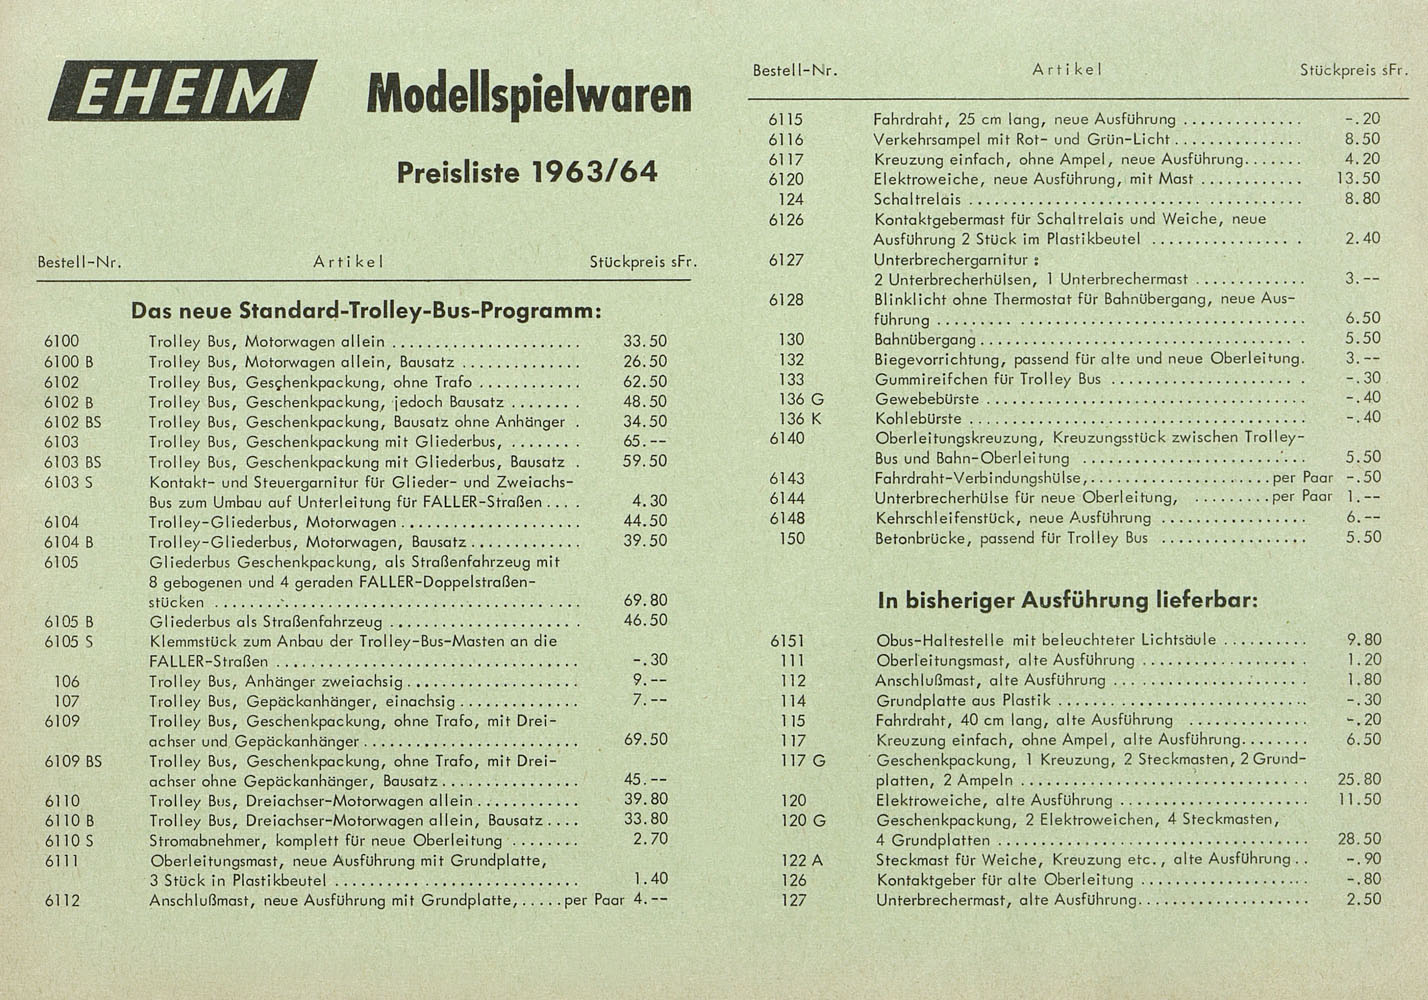 EHEIM Modellspielwaren
Preisliste 1963/64
Bestell-Nr. Artikel Stückpreis sFr.
Das neue Standard-Trolley-Bus-Programm:
6100 Trolley Bus, Motorwagen allein ...................... 33.50
6100 B Trolley Bus, Motorwagen allein, Bausatz .............. 26.50
6102 Trolley Bus, Geschenkpackung, ohne Trafo ............ 62.50
6102 B Trolley Bus, Geschenkpackung, jedoch Bausatz ........ 48.50
6102 BS Trolley Bus, Geschenkpackung, Bausatz ohne Anhänger . 34.50
6103 Trolley Bus, Geschenkpackung mit Gliederbus, ........ 65.--
6103 BS Trolley Bus, Geschenkpackung mit Gliederbus, Bausatz . 59.50
6103 S Kontakt- und Steuergarnitur für Glieder- und Zweiachs-
Bus zum Umbau auf Unterleitung für FALLER-Straßen .... 4.30
6104 Trolley-Gliederbus, Motorwagen..................... 44.50
6104 B Trolley-Gliederbus, Motorwagen, Bausatz............. 39.50
6105 Gliederbus Geschenkpackung, als Straßenfahrzeug mit
8 gebogenen und 4 geraden FALLER-Doppelstraßen-
stücken .......................................... 69.80
6105 B Gliederbus als Straßenfahrzeug ...................... 46.50
6105 S Klemmstück zum Anbau der Trolley-Bus-Masten an die
FALLER-Straßen ................................... -.30
106 Trolley Bus, Anhänger zweiachsig.................... 9.--
107 Trolley Bus, Gepäckanhänger, einachsig.............. 7.--
6109 Trolley Bus, Geschenkpackung, ohne Trafo, mit Drei-
achser und Gepäckanhänger......................... 69.50
6109 BS Trolley Bus, Geschenkpackung, ohne Trafo, mit Drei-
achser ohne Gepäckanhänger, Bausatz................ 45.--
6110 Trolley Bus, Dreiachser-Motorwagen allein............ 39.80
6110 B Trolley Bus, Dreiachser-Motorwagen allein, Bausatz.... 33.80
6110 S Stromabnehmer, komplett für neue Oberleitung ........ 2.70
6111 Oberleitungsmast, neue Ausführung mit Grundplatte,
3 Stück in Plastikbeutel ............................ 1.40
6112 Anschlußmast, neue Ausführung mit Grundplatte,.....per Paar 4.--
Bestell-Nr. Artikel Stückpreis sFr.
6115 Fahrdraht, 25 cm lang, neue Ausführung .............. -.20
6116 Verkehrsampel mit Rot- und Grün-Licht............... 8.50
6117 Kreuzung einfach, ohne Ampel, neue Ausführung....... 4.20
6120 Elektroweiche, neue Ausführung, mit Mast ............ 13.50
124 Schaltrelais ....................................... 8.80
6126 Kontaktgebermast für Schaltrelais und Weiche, neue
Ausführung 2 Stück im Plastikbeutel ................. 2.40
6127 Unterbrechergarnitur :
2 Unterbrecherhülsen, 1 Unterbrechermast ............. 3.--
6128 Blinklicht ohne Thermostat für Bahnübergang, neue Aus-
führung .......................................... 6.50
130 Bahnübergang...................................... 5.50
132 Biegevorrichtung, passend für alte und neue Oberleitung. 3.--
133 Gummireifchen für Trolley Bus ...................... -.30
136 G Gewebebürste ..................................... -.40
136 K Kohlebürste ....................................... -.40
6140 Oberleitungskreuzung, Kreuzungsstück zwischen Trolley-
Bus und Bahn-Oberleitung .......................... 5.50
6143 Fahrdraht-Verbindungshülse,.....................per Paar -.50
6144 Unterbrecherhülse für neue Oberleitung, .........per Paar 1.--
6148 Kehrschleifenstück, neue Ausführung ................. 6.--
150 Betonbrücke, passend für Trolley Bus ................. 5.50
In bisheriger Ausführung lieferbar:
6151 Obus-Haltestelle mit beleuchteter Lichtsäule .......... 9.80
111 Oberleitungsmast, alte Ausführung ................... 1.20
112 Anschlußmast, alte Ausführung ...................... 1.80
114 Grundplatte aus Plastik ............................. -.30
115 Fahrdraht, 40 cm lang, alte Ausführung .............. -.20
117 Kreuzung einfach, ohne Ampel, alte Ausführung........ 6.50
117 G Geschenkpackung, 1 Kreuzung, 2 Steckmasten, 2 Grund-
platten, 2 Ampeln ................................. 25.80
120 Elektroweiche, alte Ausführung ...................... 11.50
120 G Geschenkpackung, 2 Elektroweichen, 4 Steckmasten,
4 Grundplatten .................................... 28.50
122 A Steckmast für Weiche, Kreuzung etc., alte Ausführung.. -.90
126 Kontaktgeber für alte Oberleitung .................... -.80
127 Unterbrechermast, alte Ausführung.................... 2.50